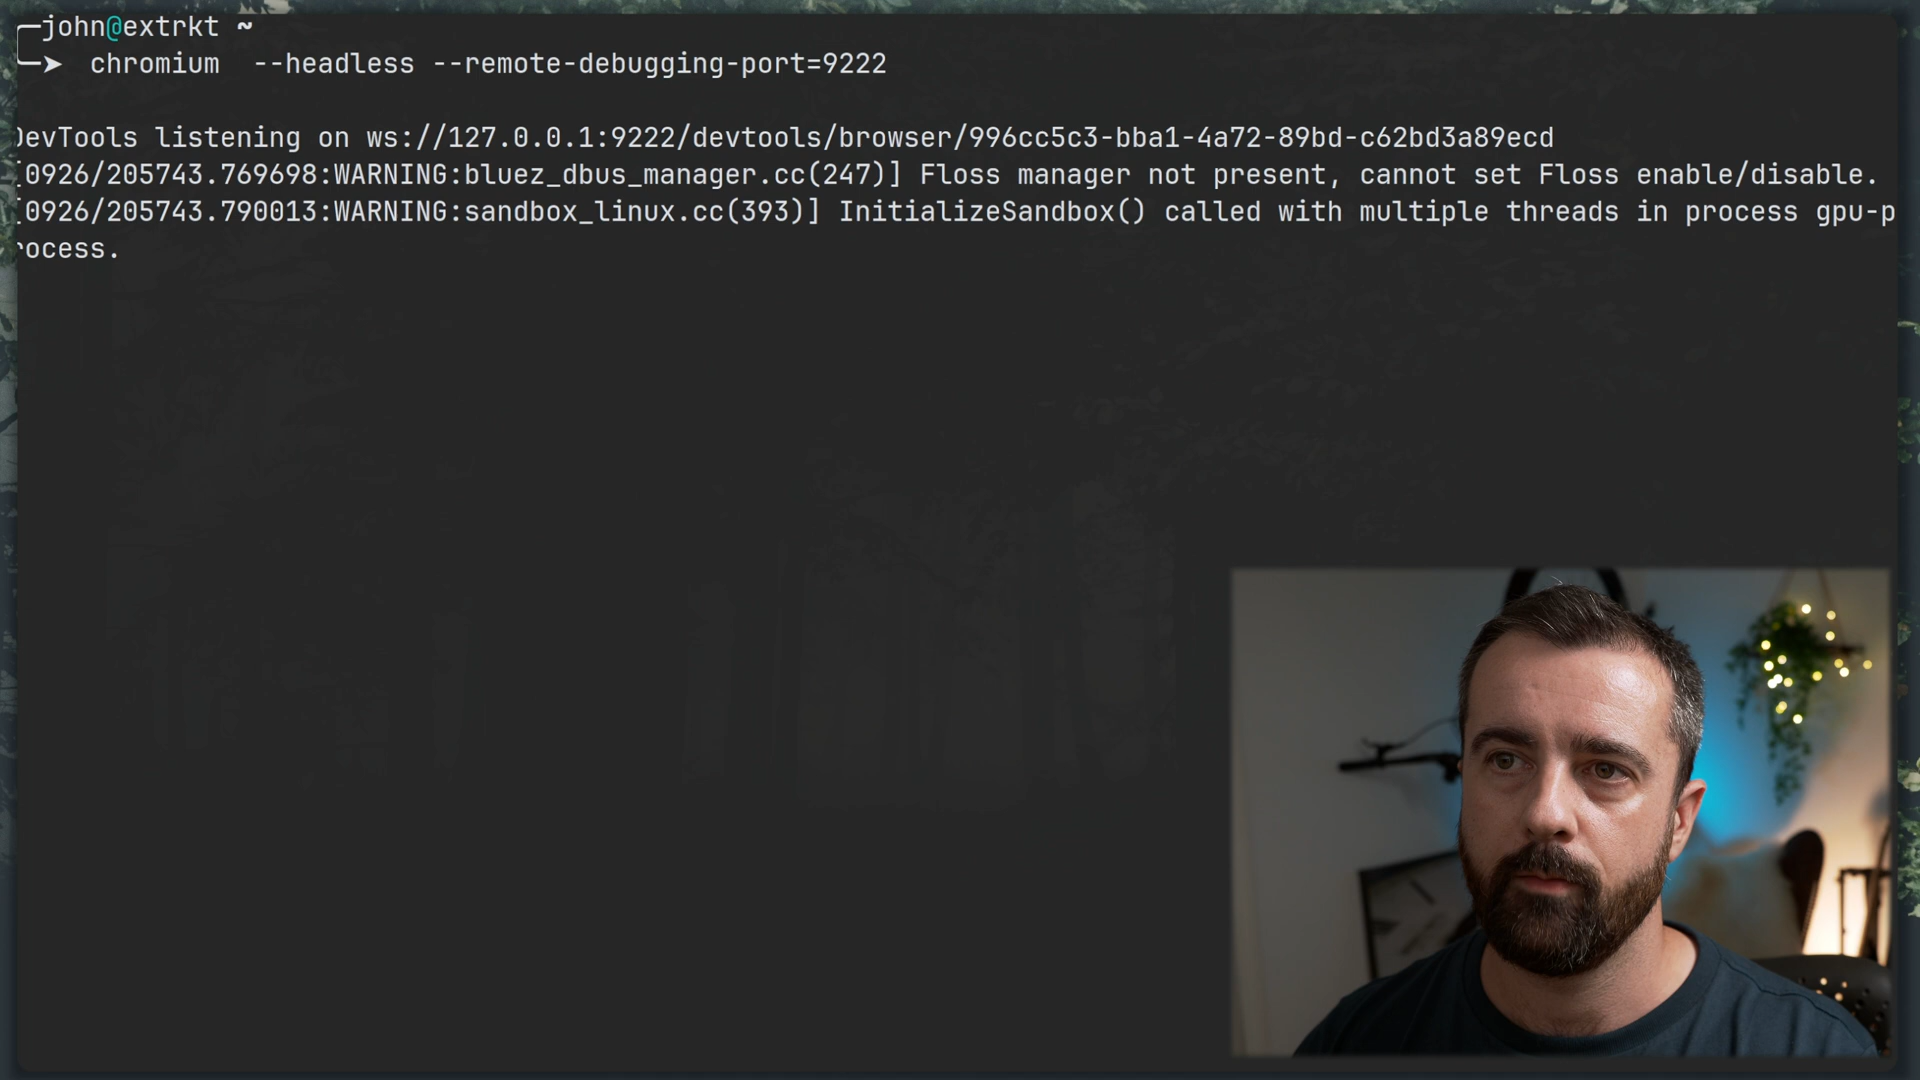 john@extrkt ~
chromium --headless --remote-debugging-port=9222
DevTools listening on ws://127.0.0.1:9222/devtools/browser/996cc5c3-bba1-4a72-89bd-c62bd3a89ecd
[0926/205743.769698:WARNING:bluez_dbus_manager.cc(247)] Floss manager not present, cannot set Floss enable/disable.
[0926/205743.790013:WARNING:sandbox_linux.cc(393)] InitializeSandbox() called with multiple threads in process gpu-p
rocess.